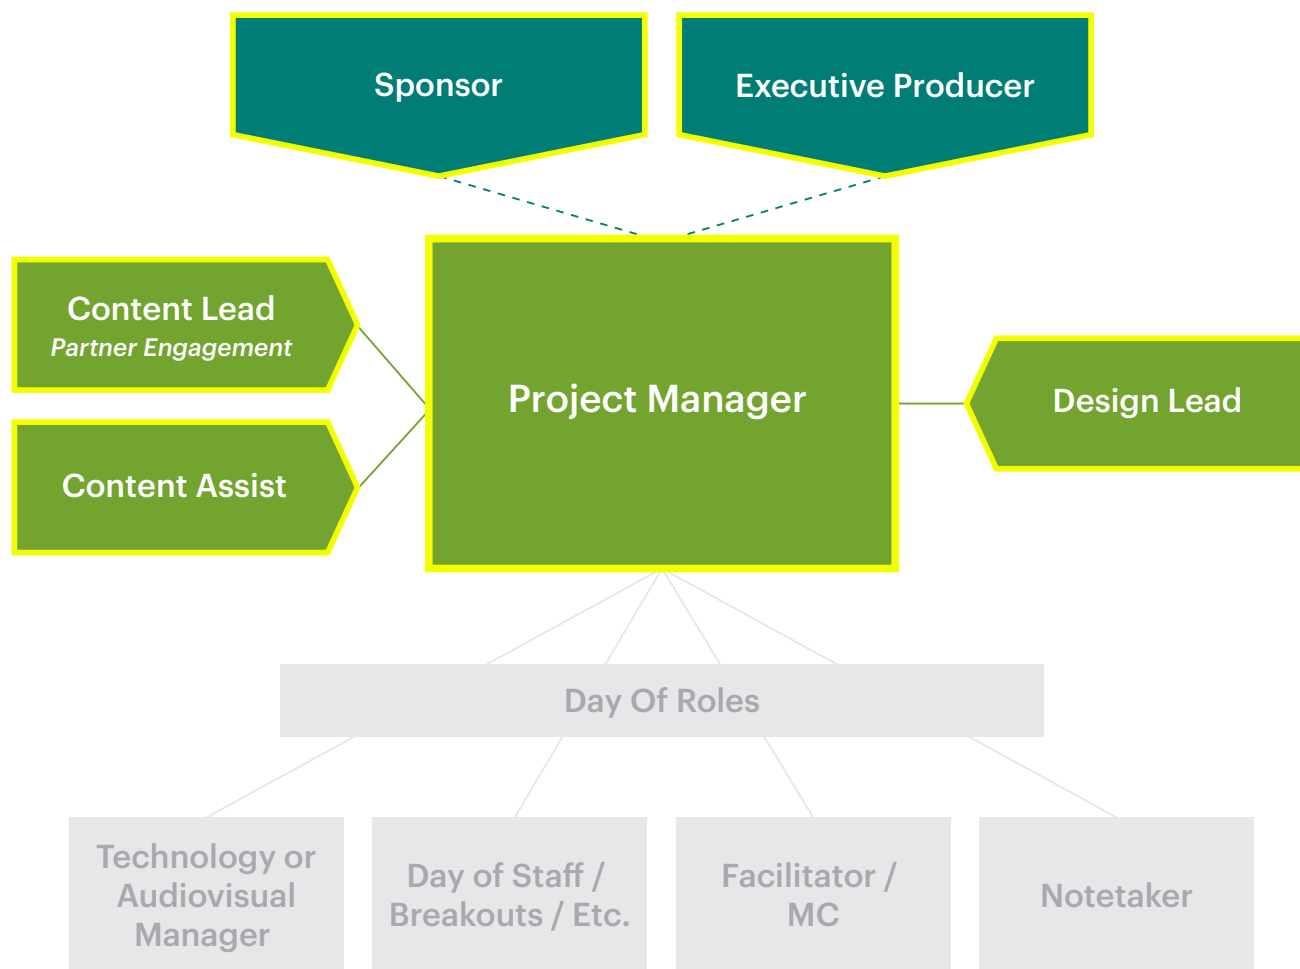 Sponsor
Executive Producer
Content Lead
Partner Engagement
Project Manager
Design Lead
Content Assist
Day Of Roles
Technology or
Audiovisual
Manager
Day of Staff /
Breakouts / Etc.
Facilitator /
MC
Notetaker